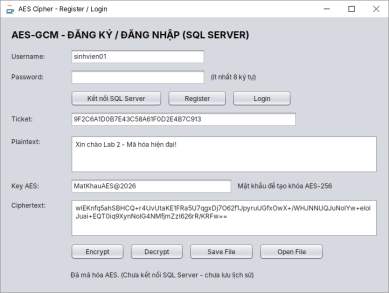 AES Cipher - Register / Login
AES-GCM - ĐĂNG KÝ / ĐĂNG NHẬP (SQL SERVER)
Username: sinhvien01
Password: (ít nhất 8 ký tự)
Kết nối SQL Server Register Login
Ticket: 9F2C6A1D0B7E43C58A61F0D2E4B7C913
Plaintext: Xin chào Lab 2 - Mã hóa hiện đại!
Key AES: MatKhauAES@2026 Mật khẩu để tạo khóa AES-256
Ciphertext:
Encrypt Decrypt Save File Open File
Đã mã hóa AES. (Chưa kết nối SQL Server - chưa lưu lịch sử)